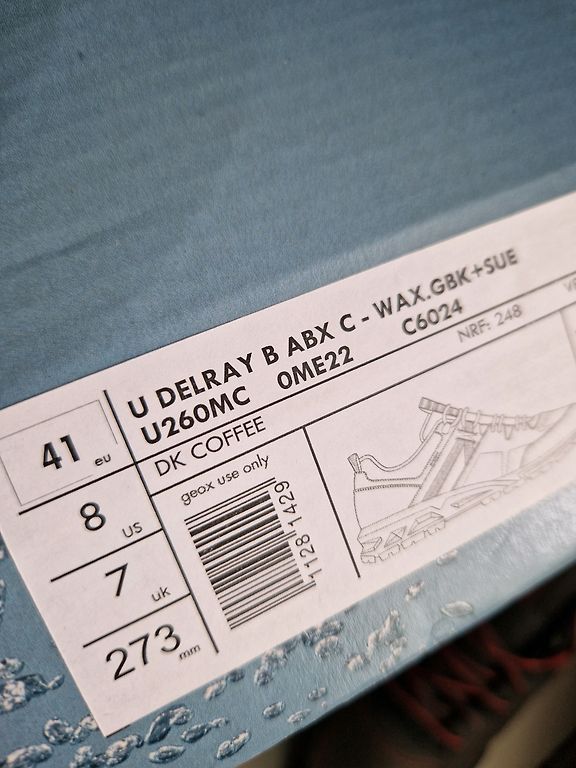 U DELRAY B ABX C - WAX.GBK+SUE
U260MC 0ME22 C6024
DK COFFEE
NRF: 248
41 eu
8 US
7 uk
273 mm
geox use only
1128 1429